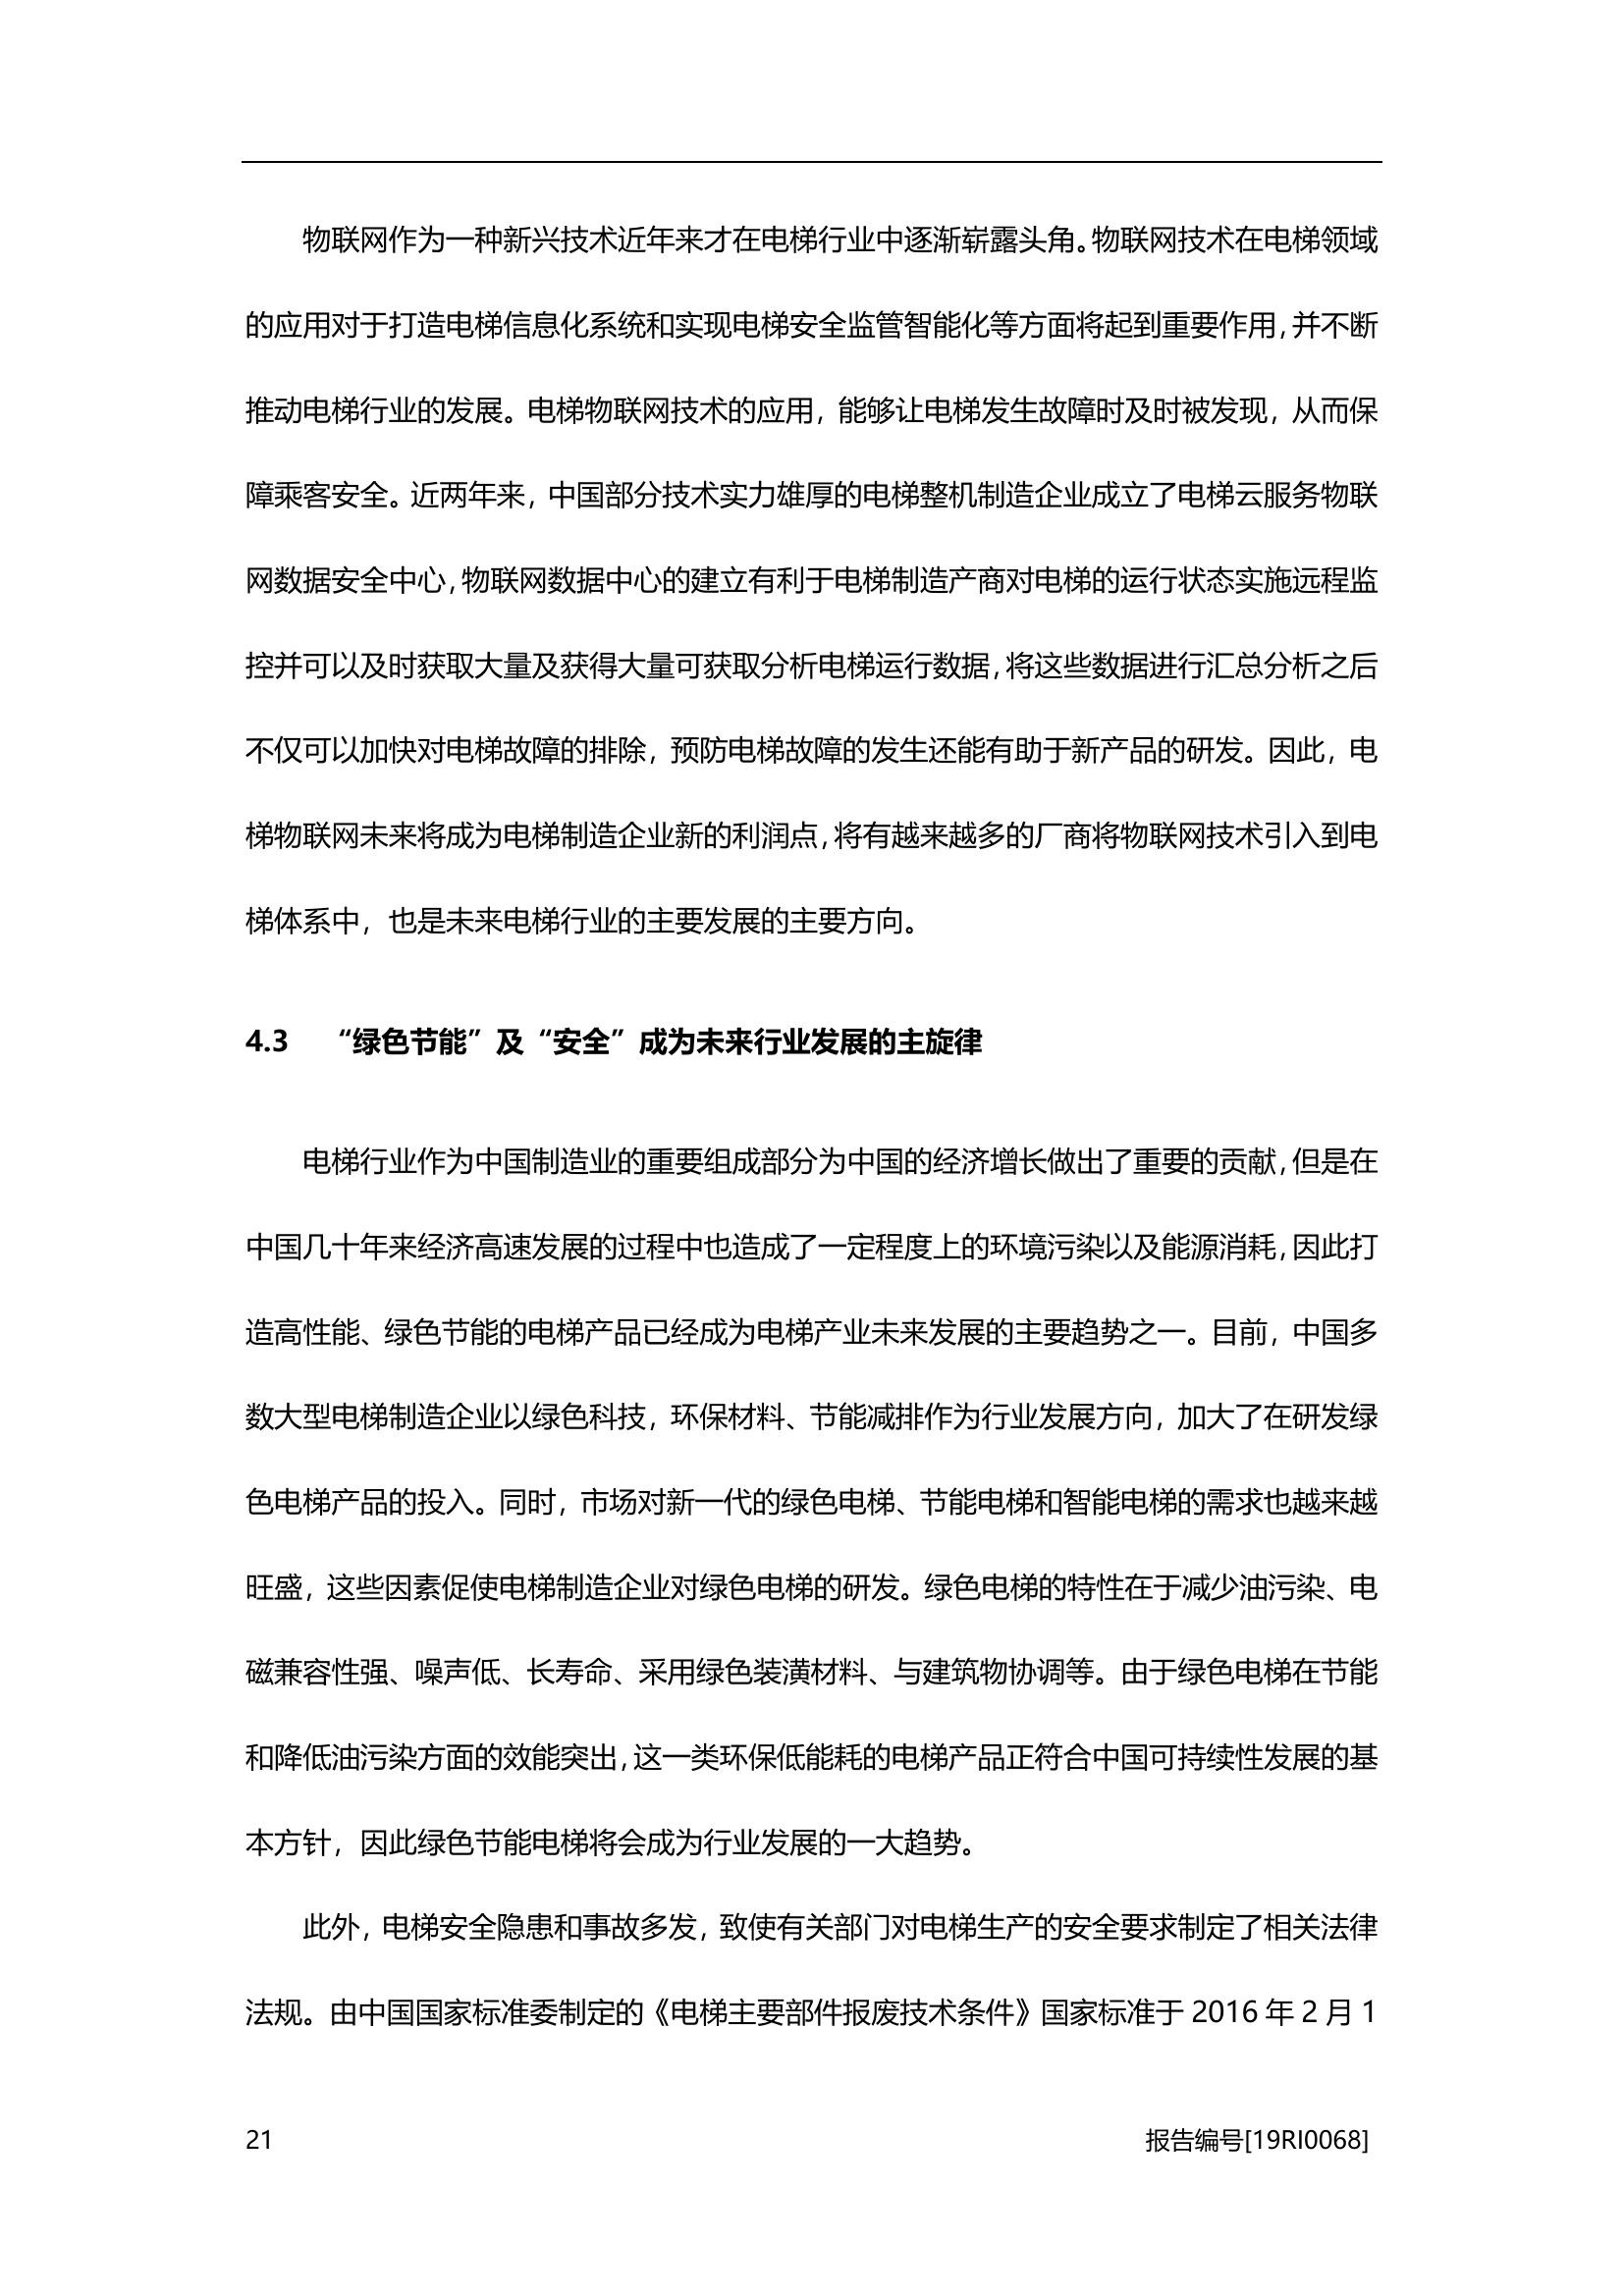 物联网作为一种新兴技术近年来才在电梯行业中逐渐崭露头角。物联网技术在电梯领域
的应用对于打造电梯信息化系统和实现电梯安全监管智能化等方面将起到重要作用，并不断
推动电梯行业的发展。电梯物联网技术的应用，能够让电梯发生故障时及时被发现，从而保
障乘客安全。近两年来，中国部分技术实力雄厚的电梯整机制造企业成立了电梯云服务物联
网数据安全中心，物联网数据中心的建立有利于电梯制造产商对电梯的运行状态实施远程监
控并可以及时获取大量及获得大量可获取分析电梯运行数据，将这些数据进行汇总分析之后
不仅可以加快对电梯故障的排除，预防电梯故障的发生还能有助于新产品的研发。因此，电
梯物联网未来将成为电梯制造企业新的利润点，将有越来越多的厂商将物联网技术引入到电
梯体系中，也是未来电梯行业的主要发展的主要方向。
4.3 “绿色节能”及“安全”成为未来行业发展的主旋律
电梯行业作为中国制造业的重要组成部分为中国的经济增长做出了重要的贡献，但是在
中国几十年来经济高速发展的过程中也造成了一定程度上的环境污染以及能源消耗，因此打
造高性能、绿色节能的电梯产品已经成为电梯产业未来发展的主要趋势之一。目前，中国多
数大型电梯制造企业以绿色科技，环保材料、节能减排作为行业发展方向，加大了在研发绿
色电梯产品的投入。同时，市场对新一代的绿色电梯、节能电梯和智能电梯的需求也越来越
旺盛，这些因素促使电梯制造企业对绿色电梯的研发。绿色电梯的特性在于减少油污染、电
磁兼容性强、噪声低、长寿命、采用绿色装潢材料、与建筑物协调等。由于绿色电梯在节能
和降低油污染方面的效能突出，这一类环保低能耗的电梯产品正符合中国可持续性发展的基
本方针，因此绿色节能电梯将会成为行业发展的一大趋势。
此外，电梯安全隐患和事故多发，致使有关部门对电梯生产的安全要求制定了相关法律
法规。由中国国家标准委制定的《电梯主要部件报废技术条件》国家标准于 2016 年 2 月 1
21 报告编号[19RI0068]